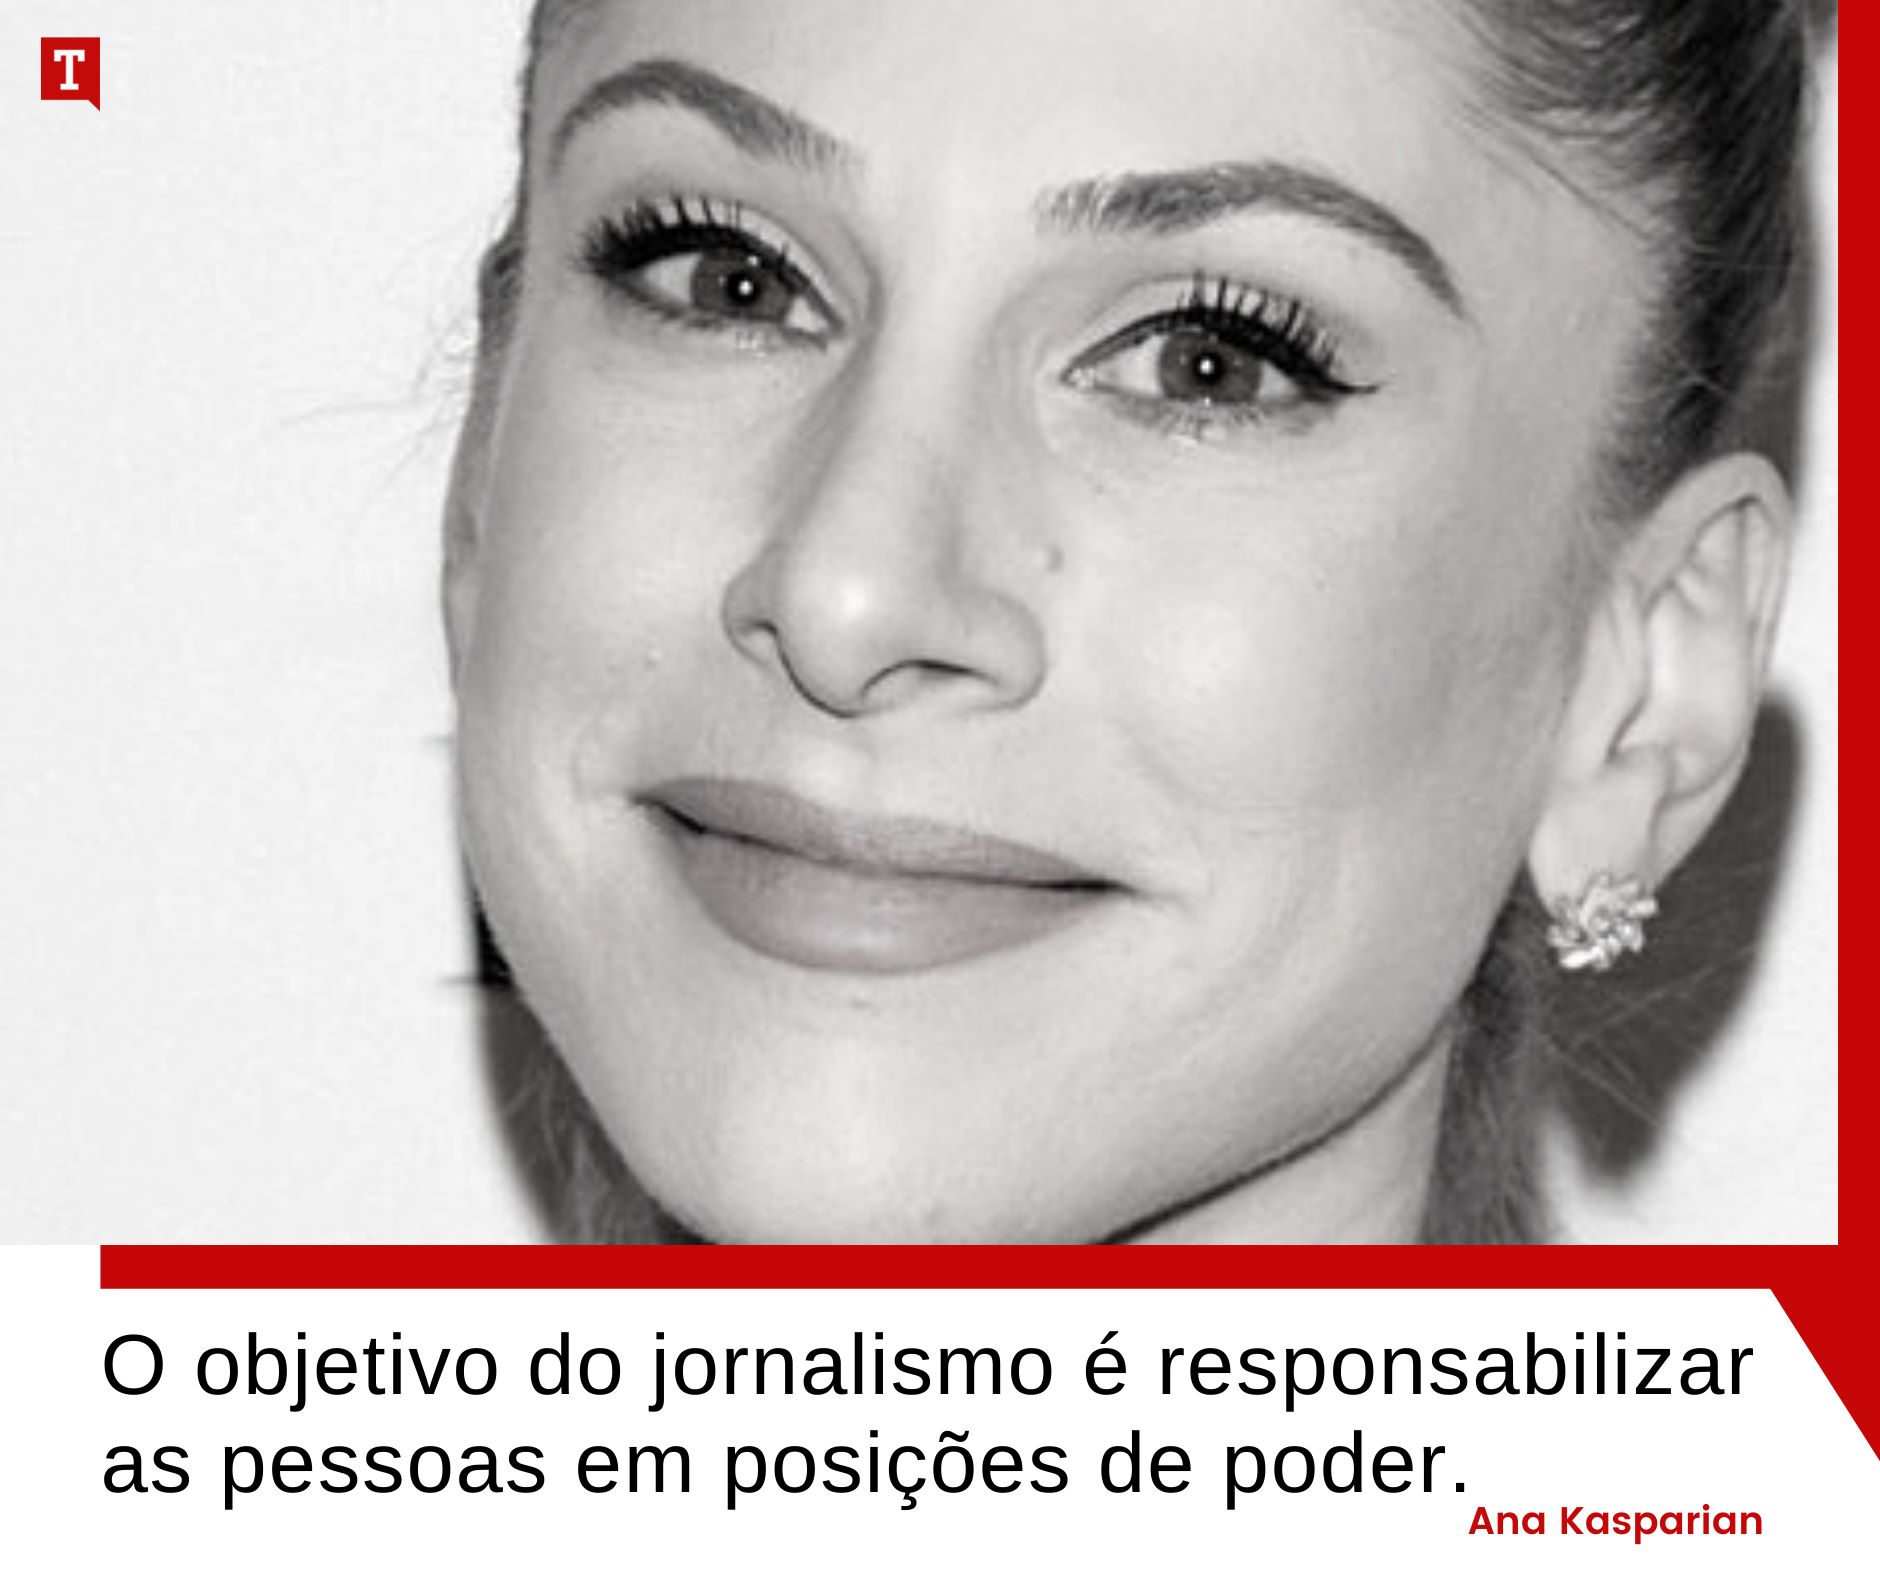 T
O objetivo do jornalismo é responsabilizar
as pessoas em posições de poder.
Ana Kasparian